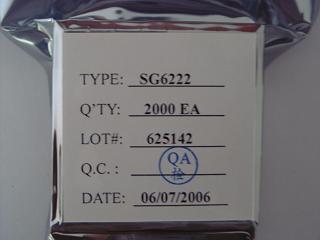 TYPE: SG6222
Q'TY: 2000 EA
LOT#: 625142
Q.C. : QA
检
DATE: 06/07/2006